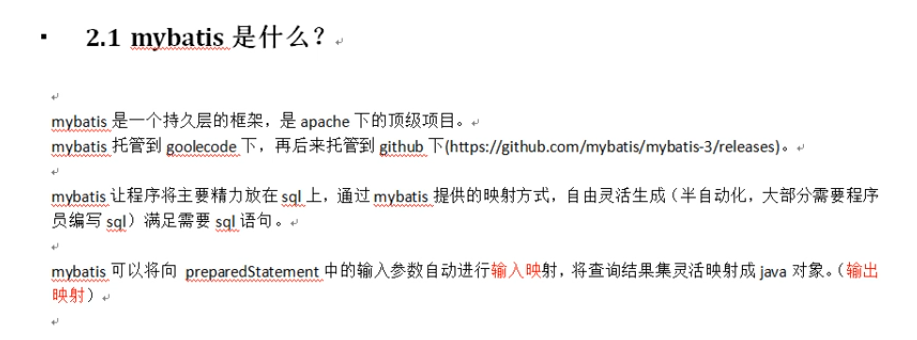 ▪ 2.1 mybatis 是什么?
mybatis 是一个持久层的框架,是 apache 下的顶级项目。
mybatis 托管到 goolecode 下,再后来托管到 github 下(https://github.com/mybatis/mybatis-3/releases)。
mybatis 让程序将主要精力放在 sql 上,通过 mybatis 提供的映射方式,自由灵活生成(半自动化,大部分需要程序
员编写 sql)满足需要 sql 语句。
mybatis 可以将向 preparedStatement 中的输入参数自动进行输入映射,将查询结果集灵活映射成 java 对象。(输出
映射)